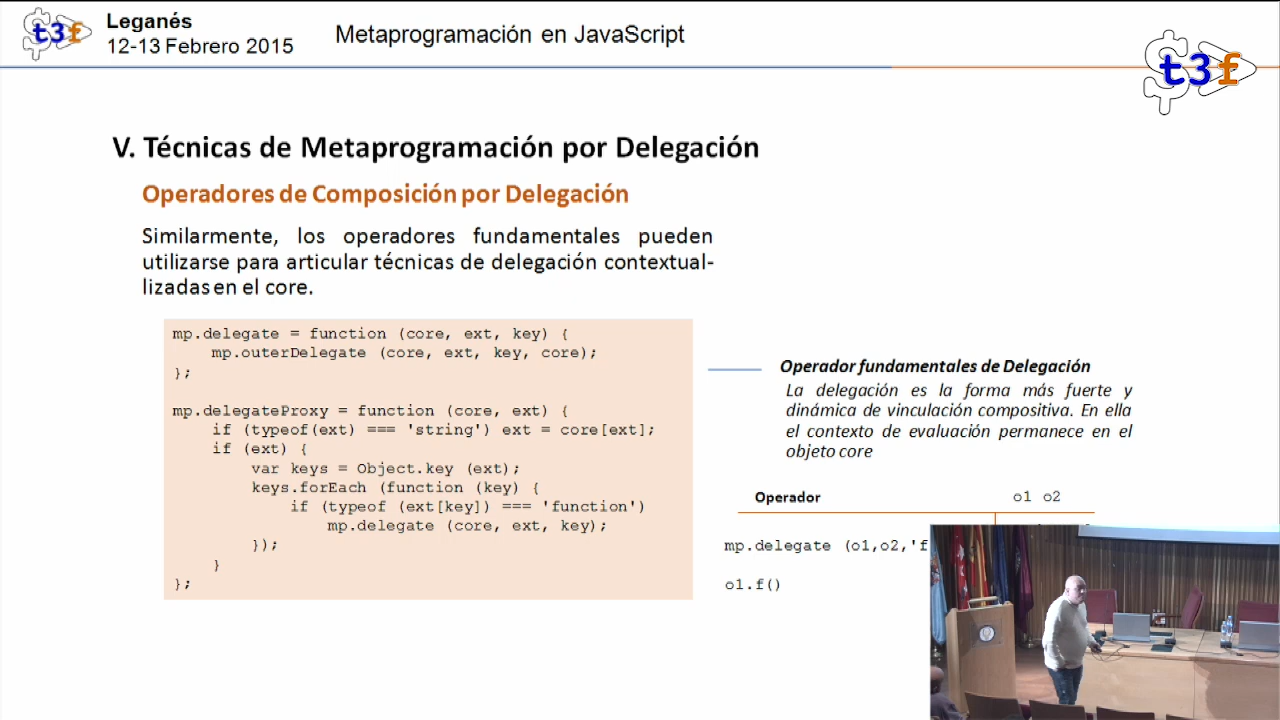 t3f
Leganés
12-13 Febrero 2015
Metaprogramación en JavaScript
t3f
V. Técnicas de Metaprogramación por Delegación
Operadores de Composición por Delegación
Similarmente, los operadores fundamentales pueden
utilizarse para articular técnicas de delegación contextual-
lizadas en el core.
mp.delegate = function (core, ext, key) {
mp.outerDelegate (core, ext, key, core);
};
mp.delegateProxy = function (core, ext) {
if (typeof(ext) === 'string') ext = core[ext];
if (ext) {
var keys = Object.key (ext);
keys.forEach (function (key) {
if (typeof (ext[key]) === 'function')
mp.delegate (core, ext, key);
});
}
};
Operador fundamentales de Delegación
La delegación es la forma más fuerte y
dinámica de vinculación compositiva. En ella
el contexto de evaluación permanece en el
objeto core
Operador o1 o2
mp.delegate (o1,o2,'f
o1.f()